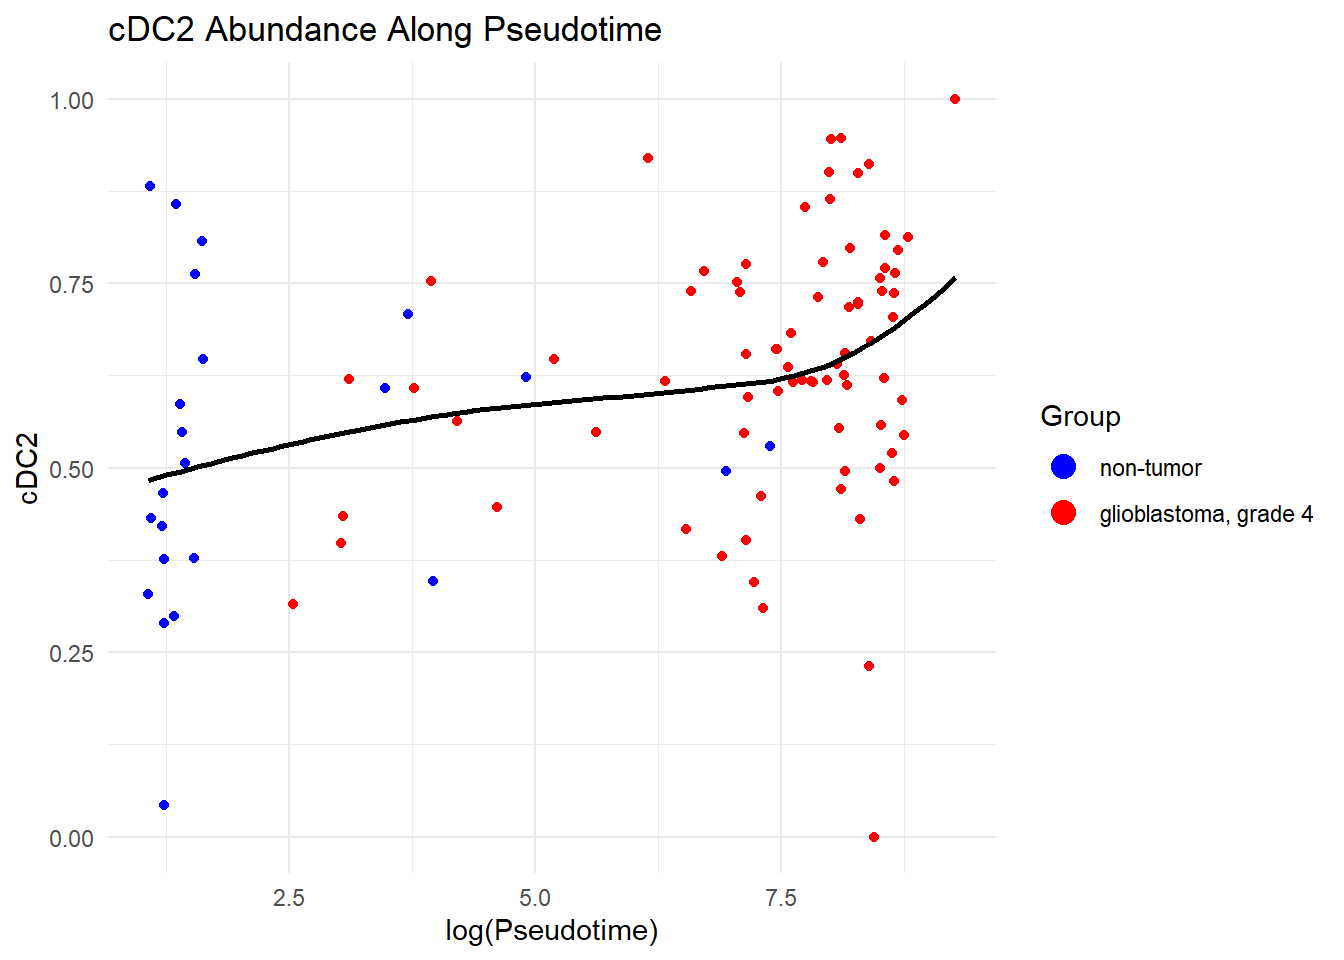 cDC2 Abundance Along Pseudotime
1.00
0.75
0.50
0.25
0.00
cDC2
2.5 5.0 7.5
log(Pseudotime)
Group
non-tumor
glioblastoma, grade 4